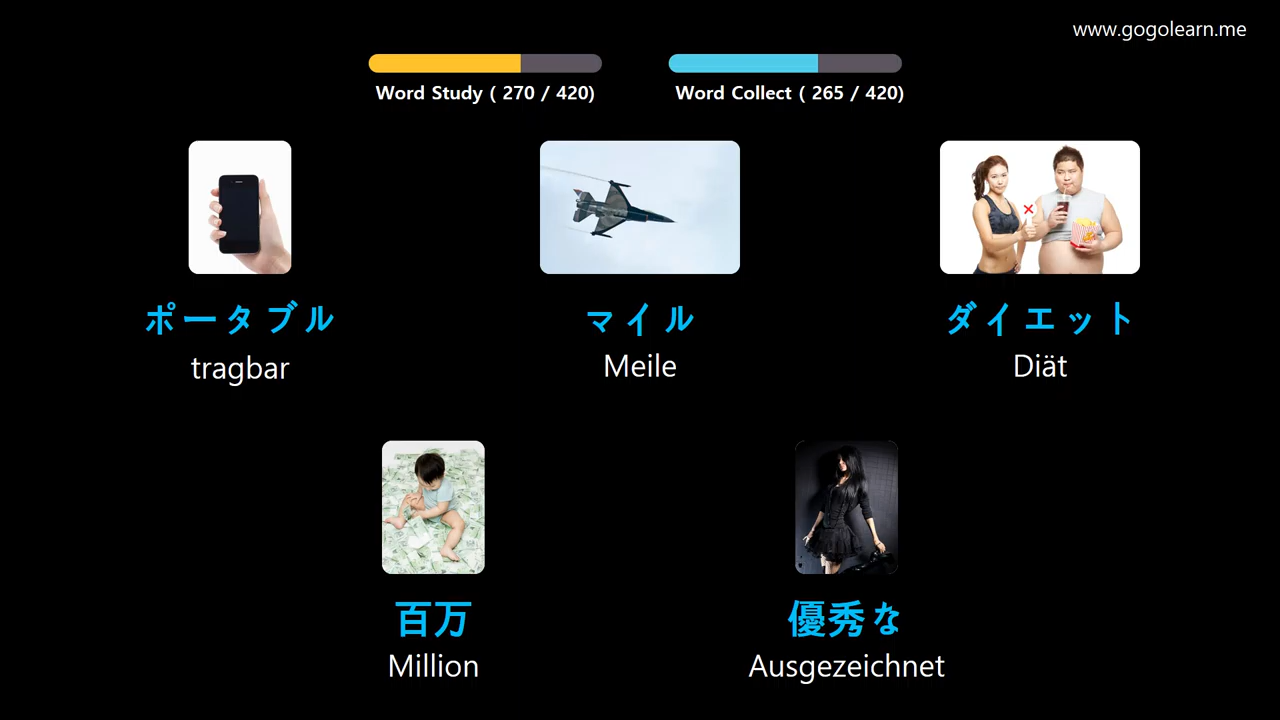 www.gogolearn.me
Word Study ( 270 / 420)
Word Collect ( 265 / 420)
ポータブル
tragbar
マイル
Meile
ダイエット
Diät
百万
Million
優秀な
Ausgezeichnet